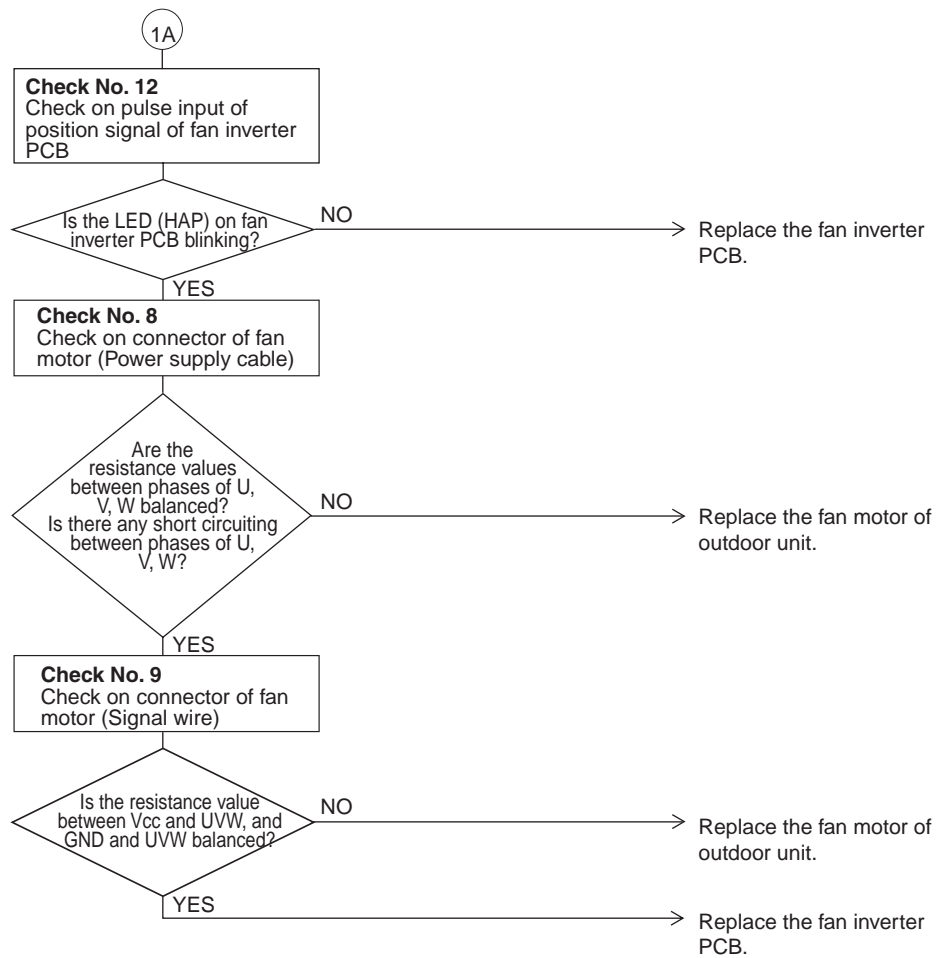 1A
Check No. 12
Check on pulse input of
position signal of fan inverter
PCB
Is the LED (HAP) on fan
inverter PCB blinking?
NO
Replace the fan inverter
PCB.
YES
Check No. 8
Check on connector of fan
motor (Power supply cable)
Are the
resistance values
between phases of U,
V, W balanced?
Is there any short circuiting
between phases of U,
V, W?
NO
Replace the fan motor of
outdoor unit.
YES
Check No. 9
Check on connector of fan
motor (Signal wire)
Is the resistance value
between Vcc and UVW, and
GND and UVW balanced?
NO
Replace the fan motor of
outdoor unit.
YES
Replace the fan inverter
PCB.